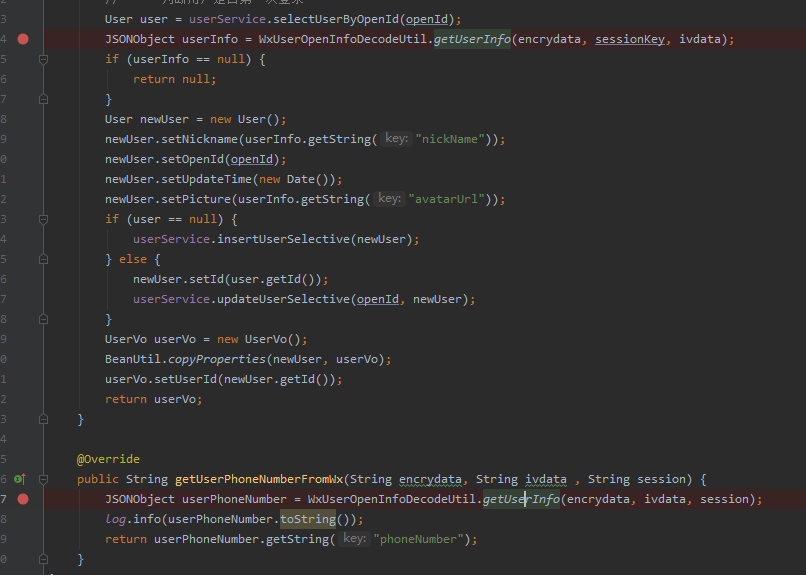 3 User user = userService.selectUserByOpenId(openId);
4 JSONObject userInfo = WxUserOpenInfoDecodeUtil.getUserInfo(encrydata, sessionKey, ivdata);
5 if (userInfo == null) {
6 return null;
7 }
8 User newUser = new User();
9 newUser.setNickname(userInfo.getString( key: "nickName"));
0 newUser.setOpenId(openId);
1 newUser.setUpdateTime(new Date());
2 newUser.setPicture(userInfo.getString( key: "avatarUrl"));
3 if (user == null) {
4 userService.insertUserSelective(newUser);
5 } else {
6 newUser.setId(user.getId());
7 userService.updateUserSelective(openId, newUser);
8 }
9 UserVo userVo = new UserVo();
0 BeanUtil.copyProperties(newUser, userVo);
1 userVo.setUserId(newUser.getId());
2 return userVo;
3 }
4
5 @Override
6 public String getUserPhoneNumberFromWx(String encrydata, String ivdata , String session) {
7 JSONObject userPhoneNumber = WxUserOpenInfoDecodeUtil.getUserInfo(encrydata, ivdata, session);
8 log.info(userPhoneNumber.toString());
9 return userPhoneNumber.getString( key: "phoneNumber");
0 }